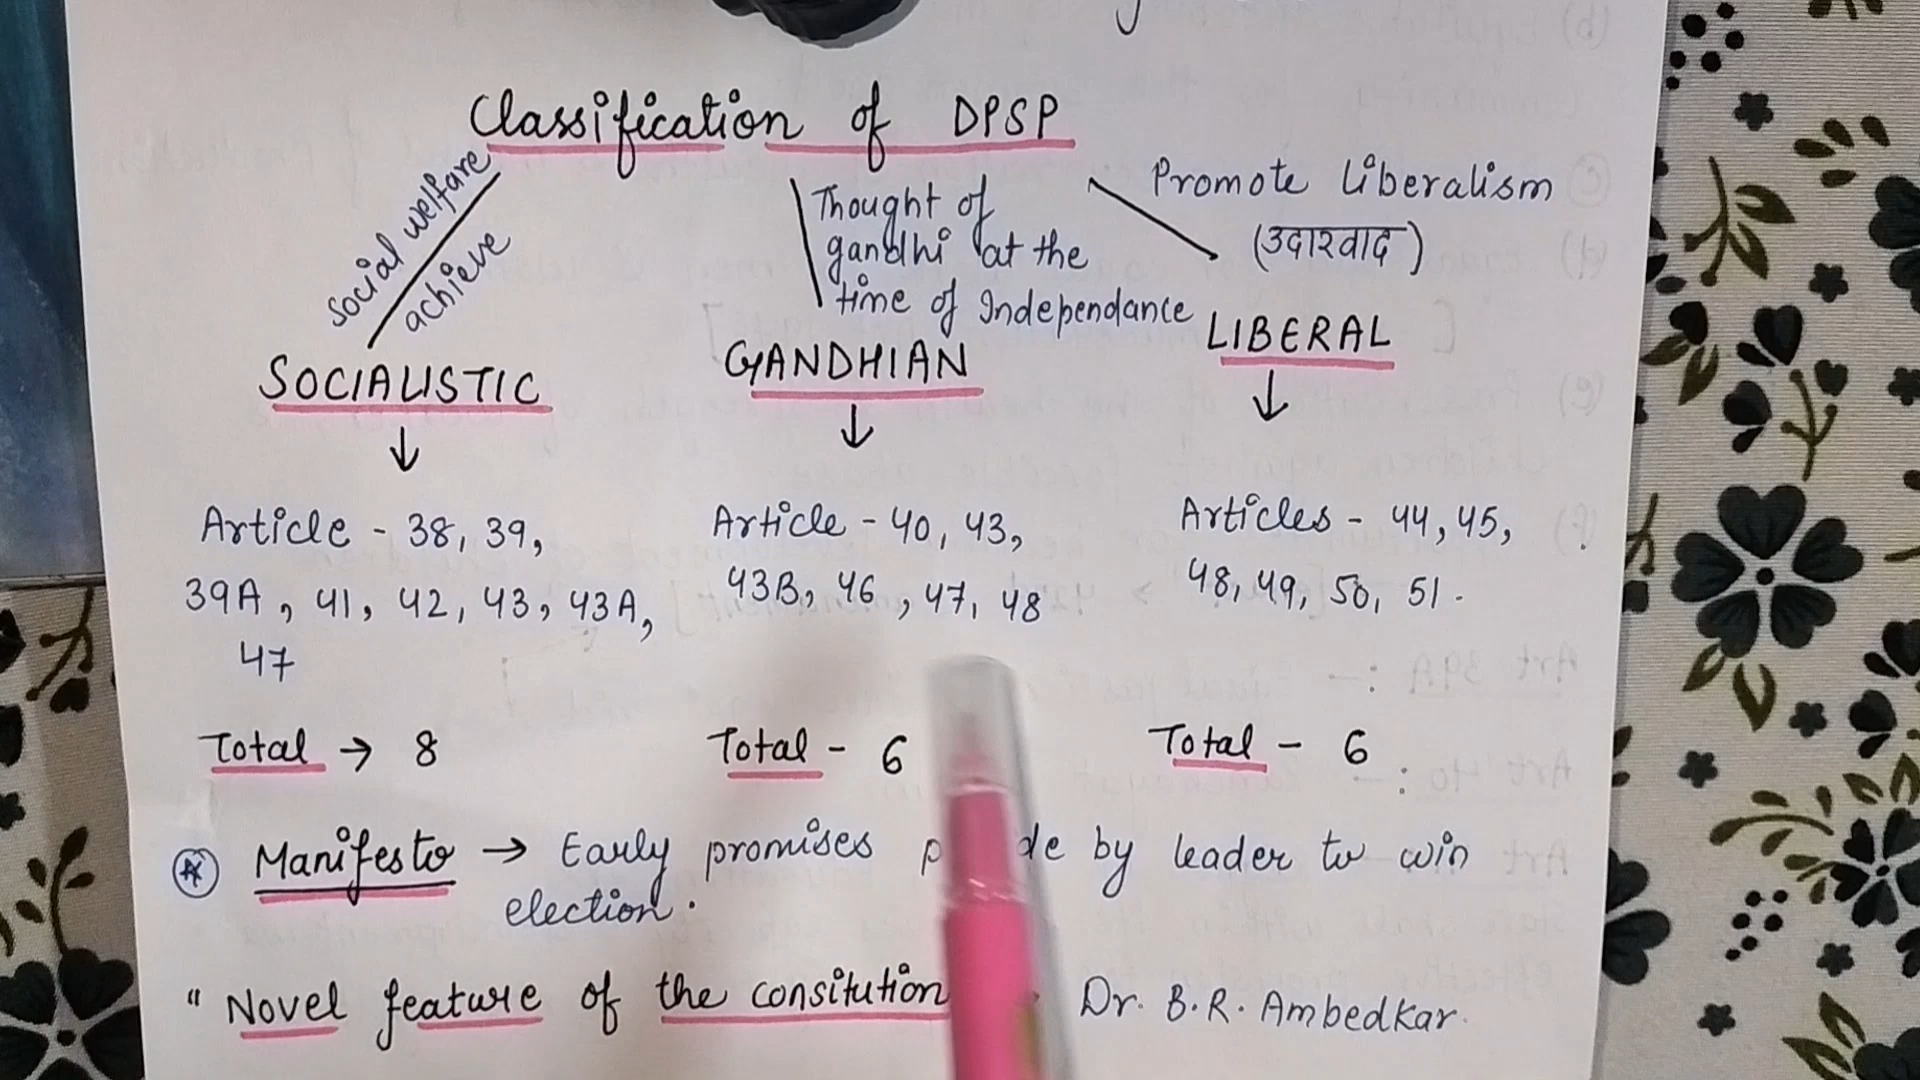 Classification of DPSP
Social welfare
achieve
Thought of
gandhi at the
time of Independance
Promote Liberalism
(उदारवाद)
SOCIALISTIC
GANDHIAN
LIBERAL
Article - 38, 39,
39A, 41, 42, 43, 43A,
47
Article - 40, 43,
43B, 46, 47, 48
Articles - 44, 45,
48, 49, 50, 51.
Total → 8
Total - 6
Total - 6
Manifesto → Early promises by leader to win
election.
" Novel feature of the consitution Dr. B.R. Ambedkar.